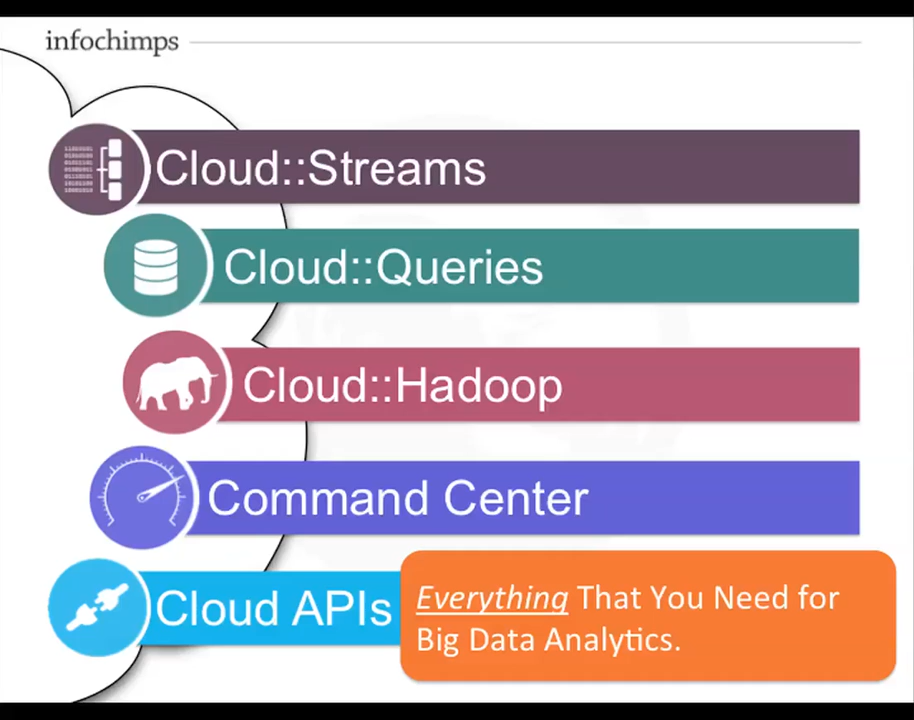 infochimps
Cloud::Streams
Cloud::Queries
Cloud::Hadoop
Command Center
Cloud APIs
Everything That You Need for
Big Data Analytics.